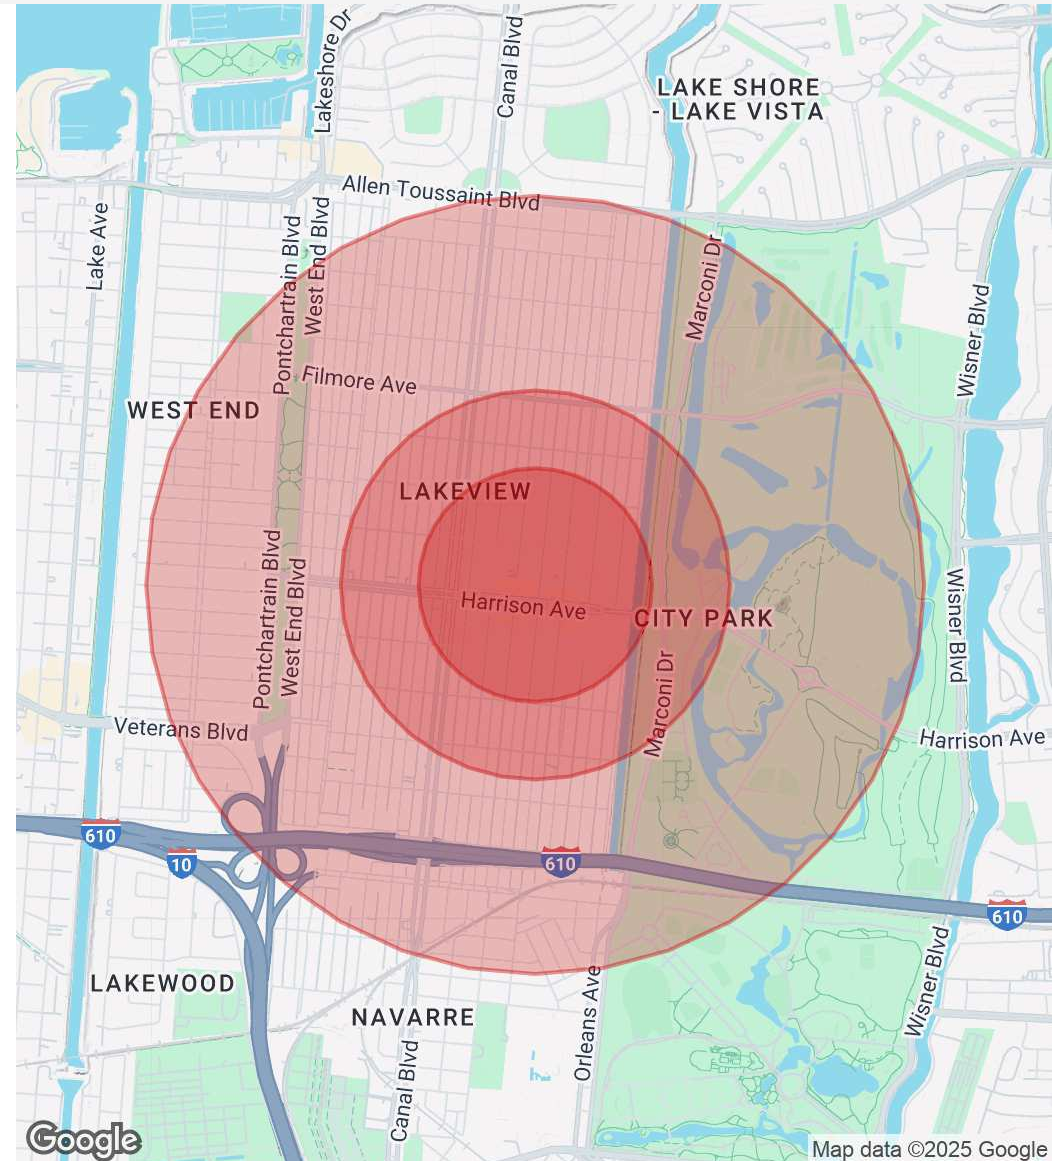 Lakeshore Dr
Canal Blvd
LAKE SHORE
- LAKE VISTA
Allen Toussaint Blvd
Lake Ave
Pontchartrain Blvd
West End Blvd
Marconi Dr
Wisner Blvd
Filmore Ave
WEST END
LAKEVIEW
Pontchartrain Blvd
West End Blvd
Harrison Ave
CITY PARK
Wisner Blvd
Marconi Dr
Veterans Blvd
Harrison Ave
610
10
610
610
LAKEWOOD
NAVARRE
Orleans Ave
Wisner Blvd
Canal Blvd
Google
Map data ©2025 Google